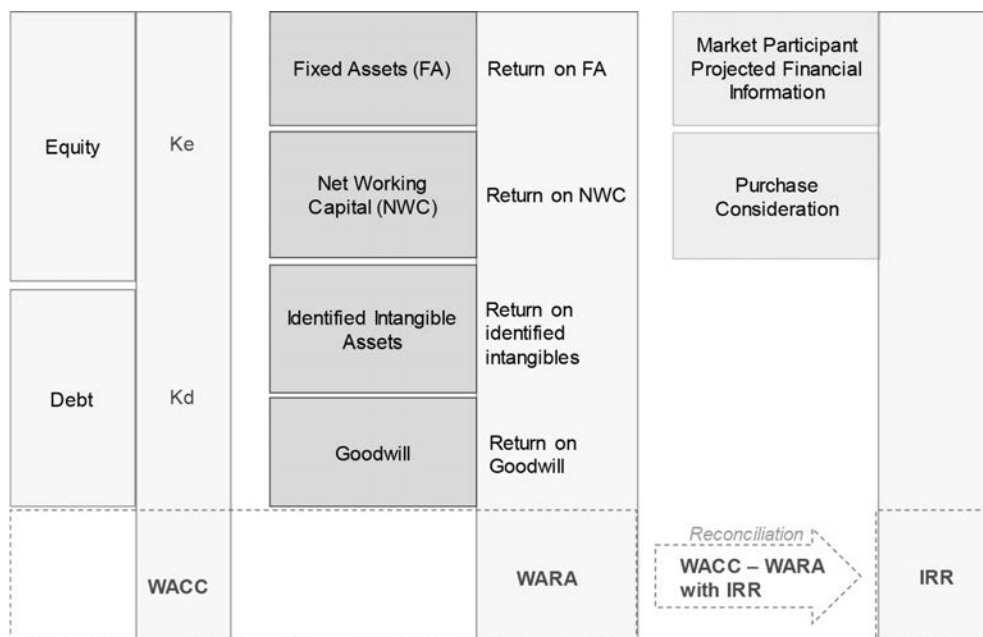 Equity
Ke
Debt
Kd
WACC
Fixed Assets (FA)
Return on FA
Net Working
Capital (NWC)
Return on NWC
Identified Intangible
Assets
Return on
identified
intangibles
Goodwill
Return on
Goodwill
WARA
Market Participant
Projected Financial
Information
Purchase
Consideration
Reconciliation
WACC – WARA
with IRR
IRR